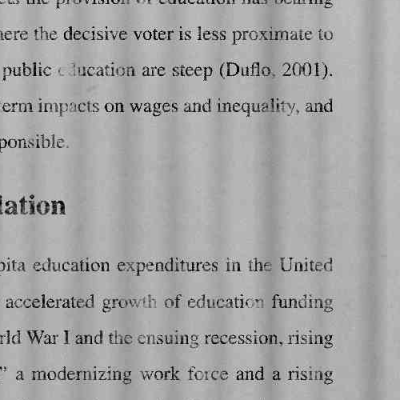 the provision of education has bearing
here the decisive voter is less proximate to
public education are steep (Duflo, 2001).
term impacts on wages and inequality, and
ponsible.
lation
pita education expenditures in the United
accelerated growth of education funding
rld War I and the ensuing recession, rising
” a modernizing work force and a rising